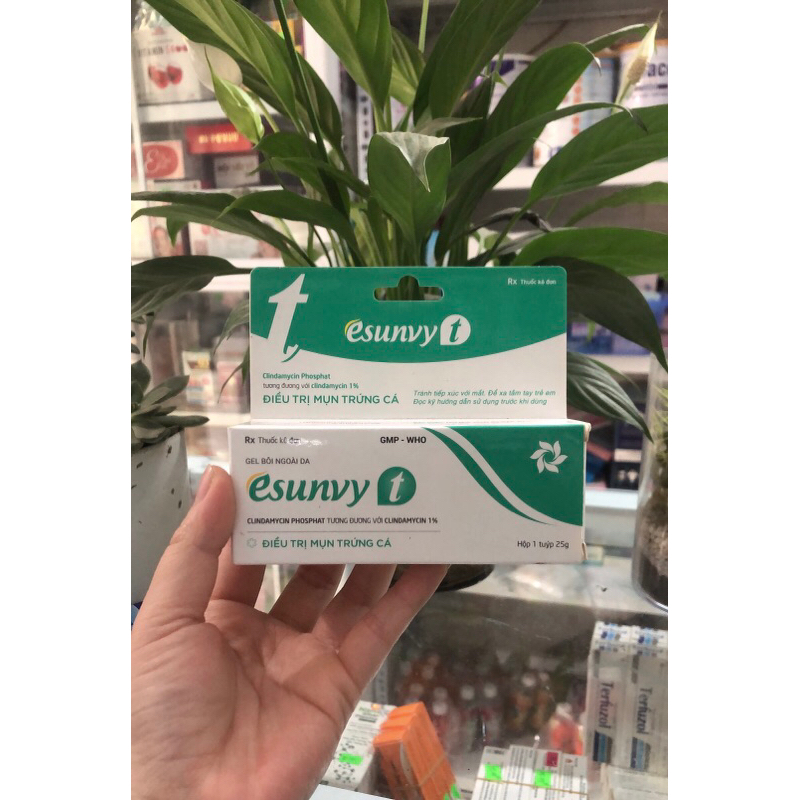 Rx Thuốc kê đơn
t
esunvy t
Clindamycin Phosphat
tương đương với clindamycin 1%
ĐIỀU TRỊ MỤN TRỨNG CÁ
Tránh tiếp xúc với mắt. Để xa tầm tay trẻ em
Đọc kỹ hướng dẫn sử dụng trước khi dùng
Rx Thuốc kê đơn
GMP - WHO
GEL BÔI NGOÀI DA
esunvy t
CLINDAMYCIN PHOSPHAT TƯƠNG ĐƯƠNG VỚI CLINDAMYCIN 1%
ĐIỀU TRỊ MỤN TRỨNG CÁ
Hộp 1 tuýp 25g
Terfuzol
Terfuzol